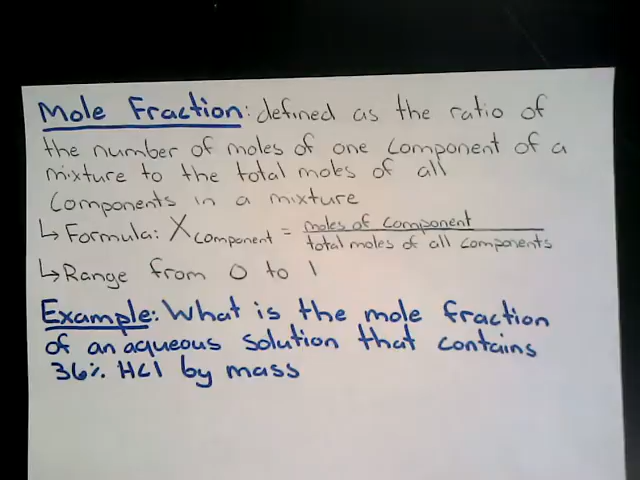 Mole Fraction: defined as the ratio of
the number of moles of one component of a
mixture to the total moles of all
components in a mixture
↳ Formula: X component = moles of component / total moles of all components
↳ Range from 0 to 1
Example: What is the mole fraction
of an aqueous solution that contains
36% HCl by mass